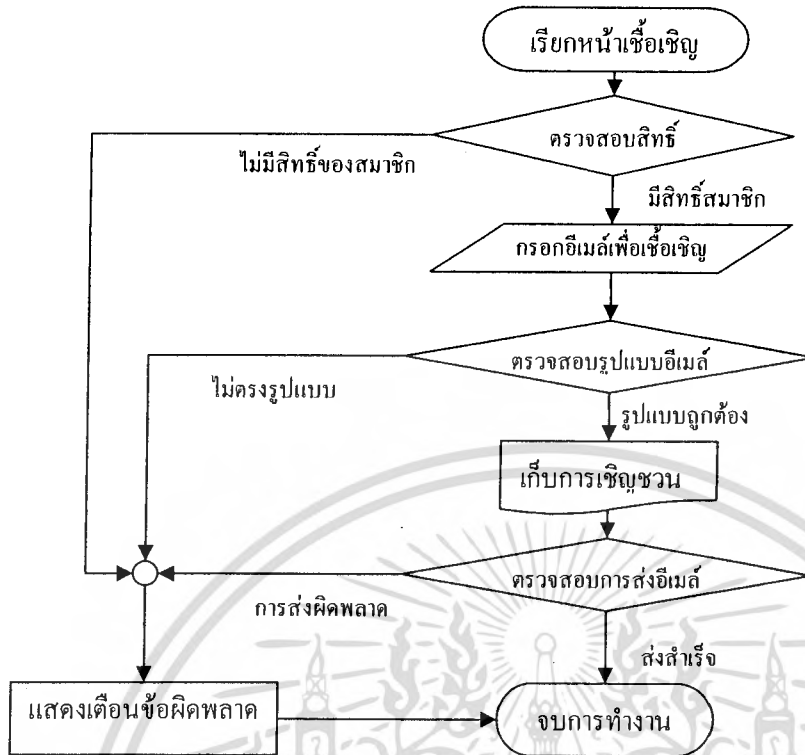 เรียกหน้าเชื้อเชิญ
ตรวจสอบสิทธิ์
ไม่มีสิทธิ์ของสมาชิก
มีสิทธิ์สมาชิก
กรอกอีเมล์เพื่อเชื้อเชิญ
ตรวจสอบรูปแบบอีเมล์
ไม่ตรงรูปแบบ
รูปแบบถูกต้อง
เก็บการเชิญชวน
ตรวจสอบการส่งอีเมล์
การส่งผิดพลาด
ส่งสำเร็จ
แสดงเตือนข้อผิดพลาด
จบการทำงาน